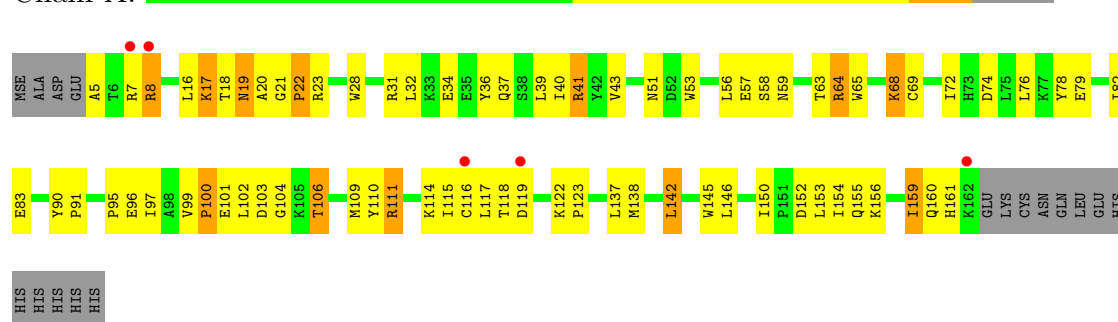 MSE ALA ASP GLU A5 T6 R7 R8 L16 K17 T18 N19 A20 G21 P22 R23 W28 R31 L32 K33 E34 E35 Y36 Q37 S38 L39 I40 R41 Y42 V43 N51 D52 W53 L56 E57 S58 N59 T63 R64 W65 K68 C69 I72 H73 D74 L75 L76 K77 Y78 E79 I82
E83 Y90 P91 P95 E96 I97 A98 V99 P100 E101 L102 D103 G104 K105 T106 M109 Y110 R111 K114 I115 C116 L117 T118 D119 K122 P123 L137 M138 L142 W145 L146 I150 P151 D152 L153 I154 Q155 K156 I159 Q160 H161 K162 GLU LYS CYS ASN GLN LEU GLU HIS
HIS HIS HIS HIS HIS